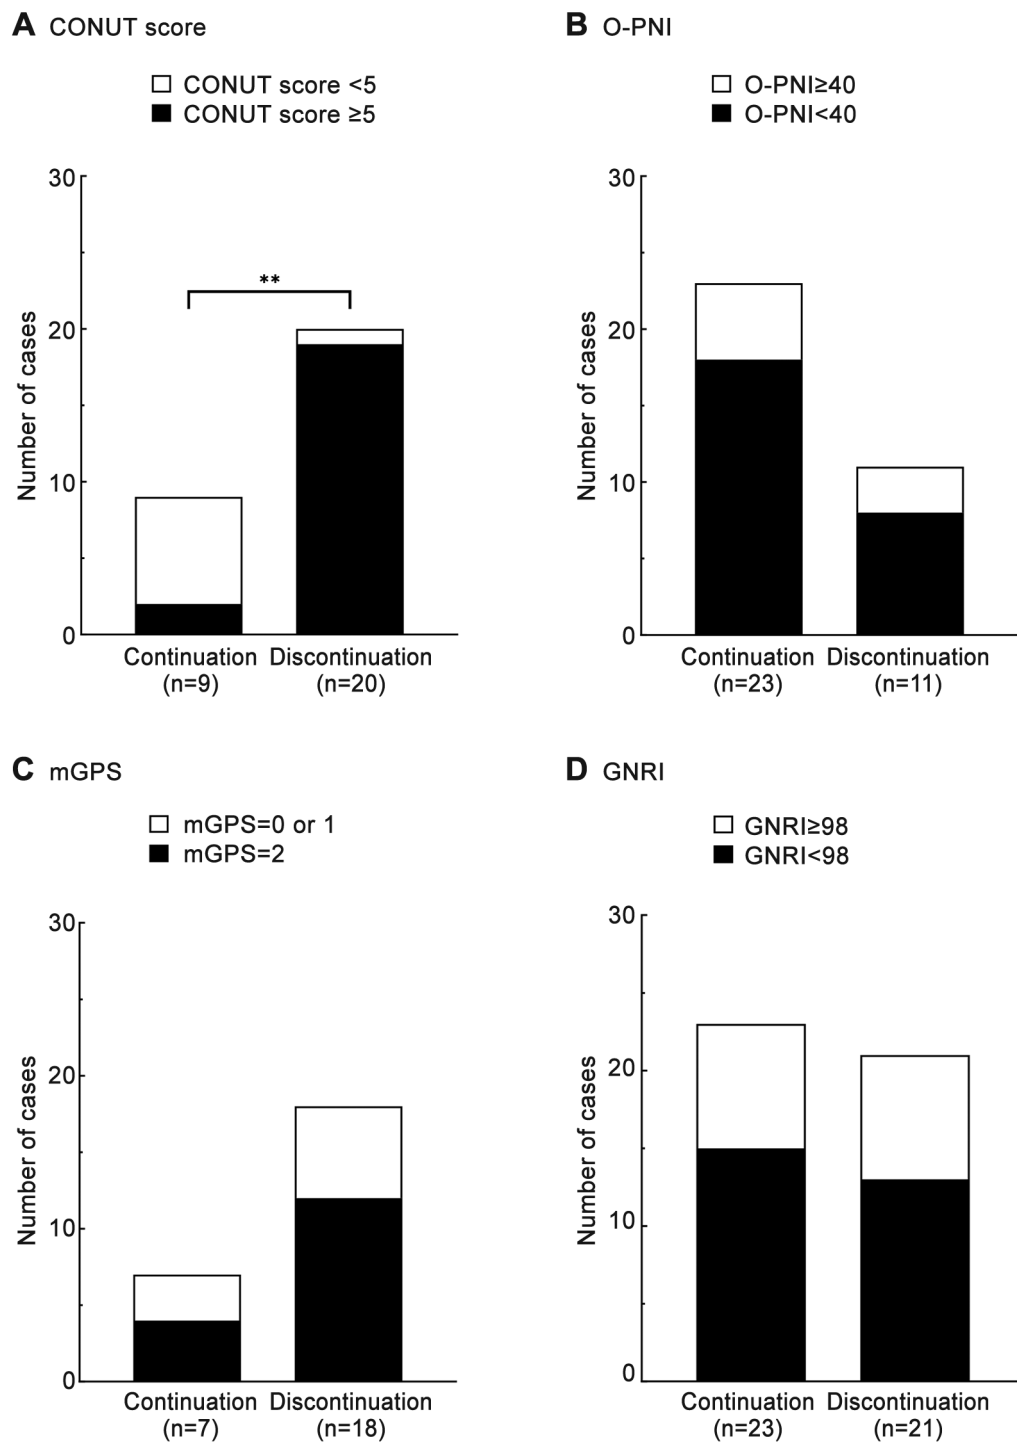 A CONUT score
CONUT score <5
CONUT score ≥5
30
20
10
0
Number of cases
**
Continuation
(n=9)
Discontinuation
(n=20)
B O-PNI
O-PNI≥40
O-PNI<40
30
20
10
0
Number of cases
Continuation
(n=23)
Discontinuation
(n=11)
C mGPS
mGPS=0 or 1
mGPS=2
30
20
10
0
Number of cases
Continuation
(n=7)
Discontinuation
(n=18)
D GNRI
GNRI≥98
GNRI<98
30
20
10
0
Number of cases
Continuation
(n=23)
Discontinuation
(n=21)